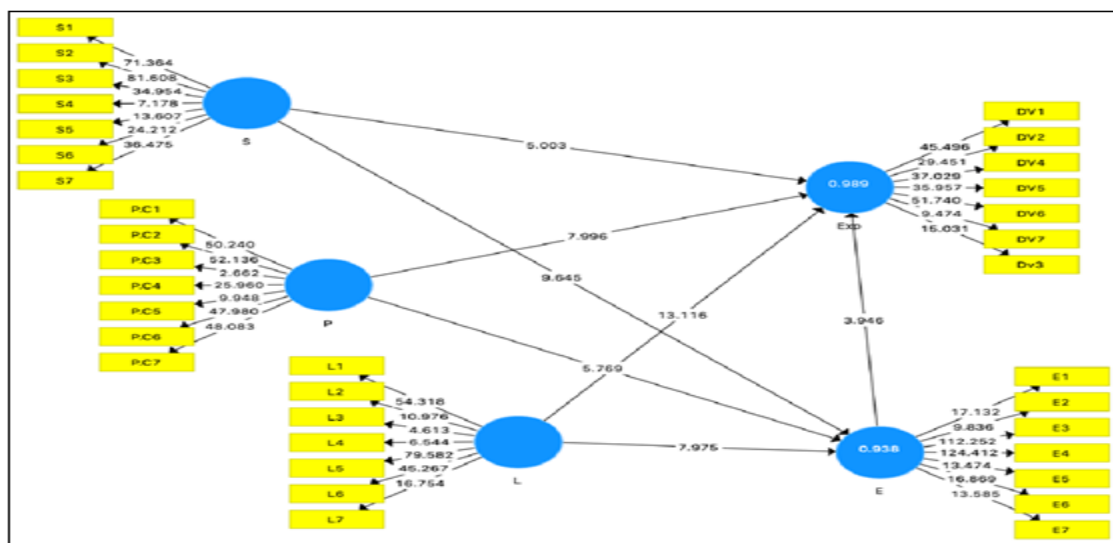 S1
S2
S3
S4
S5
S6
S7
71.364
81.608
34.954
7.178
13.607
24.212
36.475
S
P.C1
P.C2
P.C3
P.C4
P.C5
P.C6
P.C7
50.240
52.136
2.662
25.960
9.948
47.980
48.083
P
L1
L2
L3
L4
L5
L6
L7
54.318
10.976
4.613
6.544
79.582
45.267
16.754
L
5.003
7.996
9.645
13.116
5.769
7.975
3.946
0.989
Exp
45.496
29.451
37.029
35.957
51.740
9.474
15.031
DV1
DV2
DV4
DV5
DV6
DV7
Dv3
0.938
E
17.132
9.836
112.252
124.412
13.474
16.869
13.585
E1
E2
E3
E4
E5
E6
E7